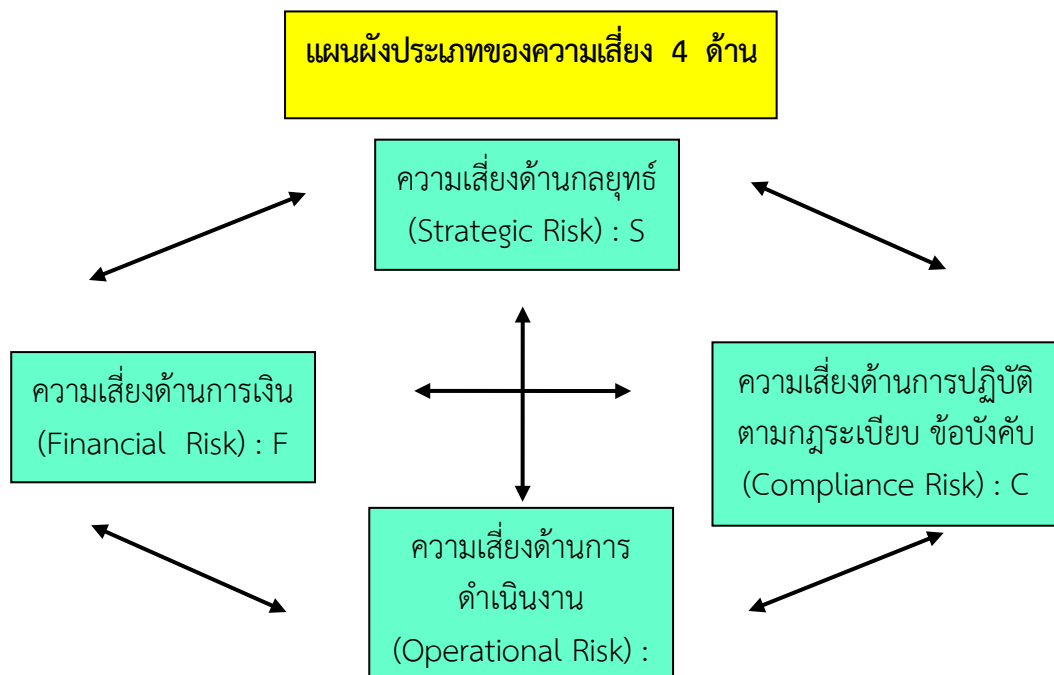 แผนผังประเภทของความเสี่ยง 4 ด้าน
ความเสี่ยงด้านกลยุทธ์
(Strategic Risk) : S
ความเสี่ยงด้านการเงิน
(Financial Risk) : F
ความเสี่ยงด้านการปฏิบัติ
ตามกฎระเบียบ ข้อบังคับ
(Compliance Risk) : C
ความเสี่ยงด้านการ
ดำเนินงาน
(Operational Risk) :